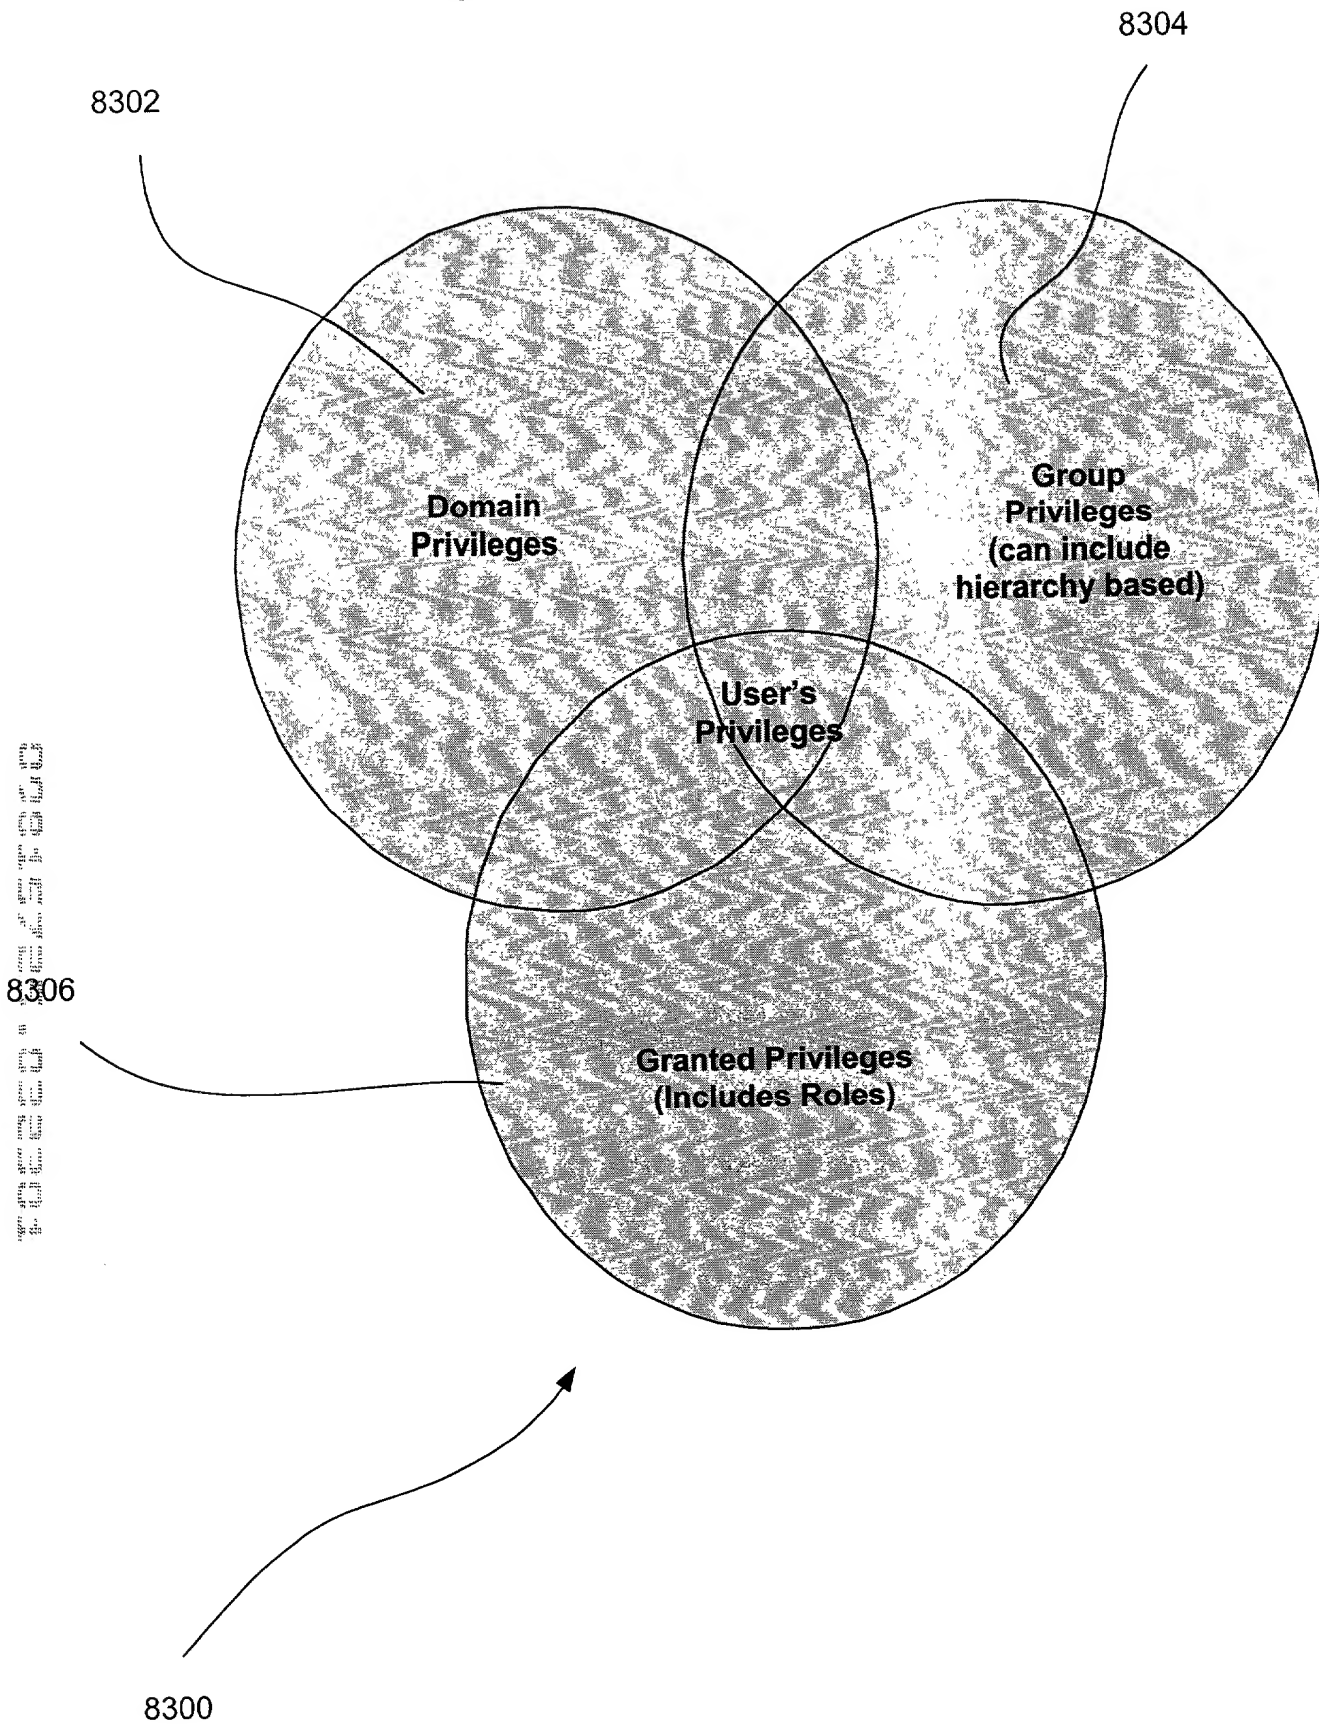 8304
8302
Domain
Privileges
Group
Privileges
(can include
hierarchy based)
User's
Privileges
8306
Granted Privileges
(Includes Roles)
8300